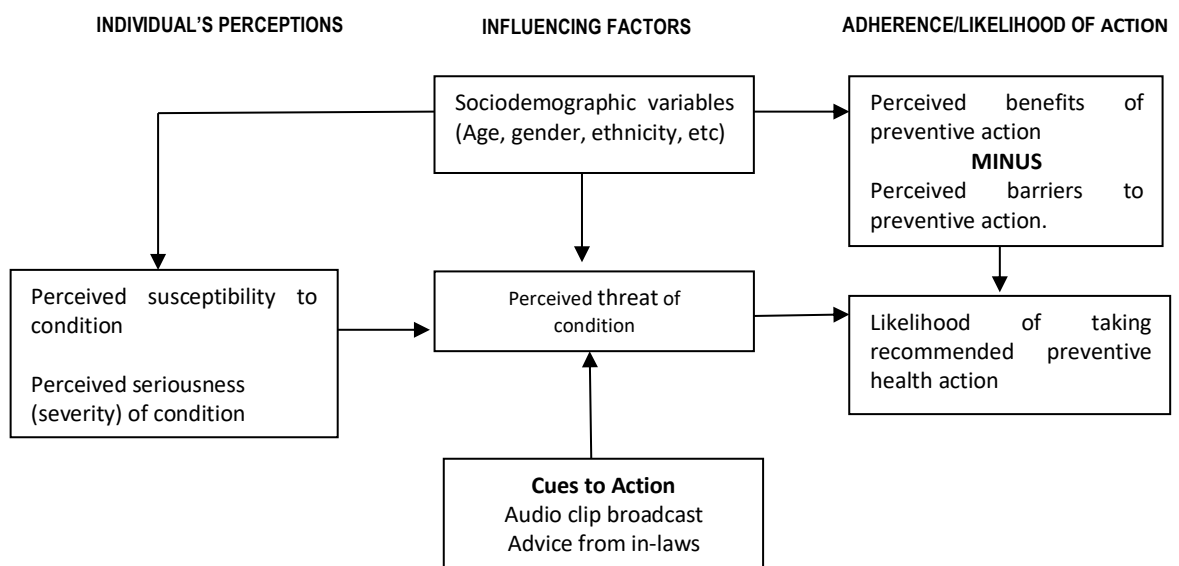 INDIVIDUAL’S PERCEPTIONS
INFLUENCING FACTORS
ADHERENCE/LIKELIHOOD OF ACTION
Sociodemographic variables
(Age, gender, ethnicity, etc)
Perceived benefits of
preventive action
MINUS
Perceived barriers to
preventive action.
Perceived susceptibility to
condition
Perceived seriousness
(severity) of condition
Perceived threat of
condition
Likelihood of taking
recommended preventive
health action
Cues to Action
Audio clip broadcast
Advice from in-laws